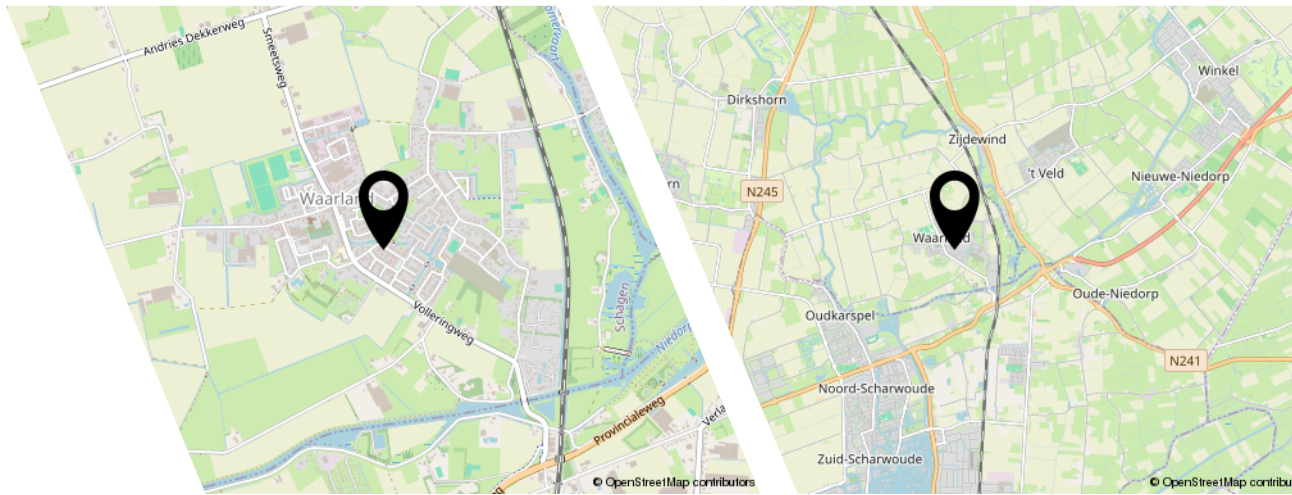 Andries Dekkerweg
Smeetsweg
Waarland
Volleringweg
Schagen
Provincialeweg
© OpenStreetMap contributors
Winkel
Dirkshorn
Zijdewind
't Veld
N245
Nieuwe-Niedorp
Oude-Niedorp
Oudkarspel
N241
Noord-Scharwoude
Zuid-Scharwoude